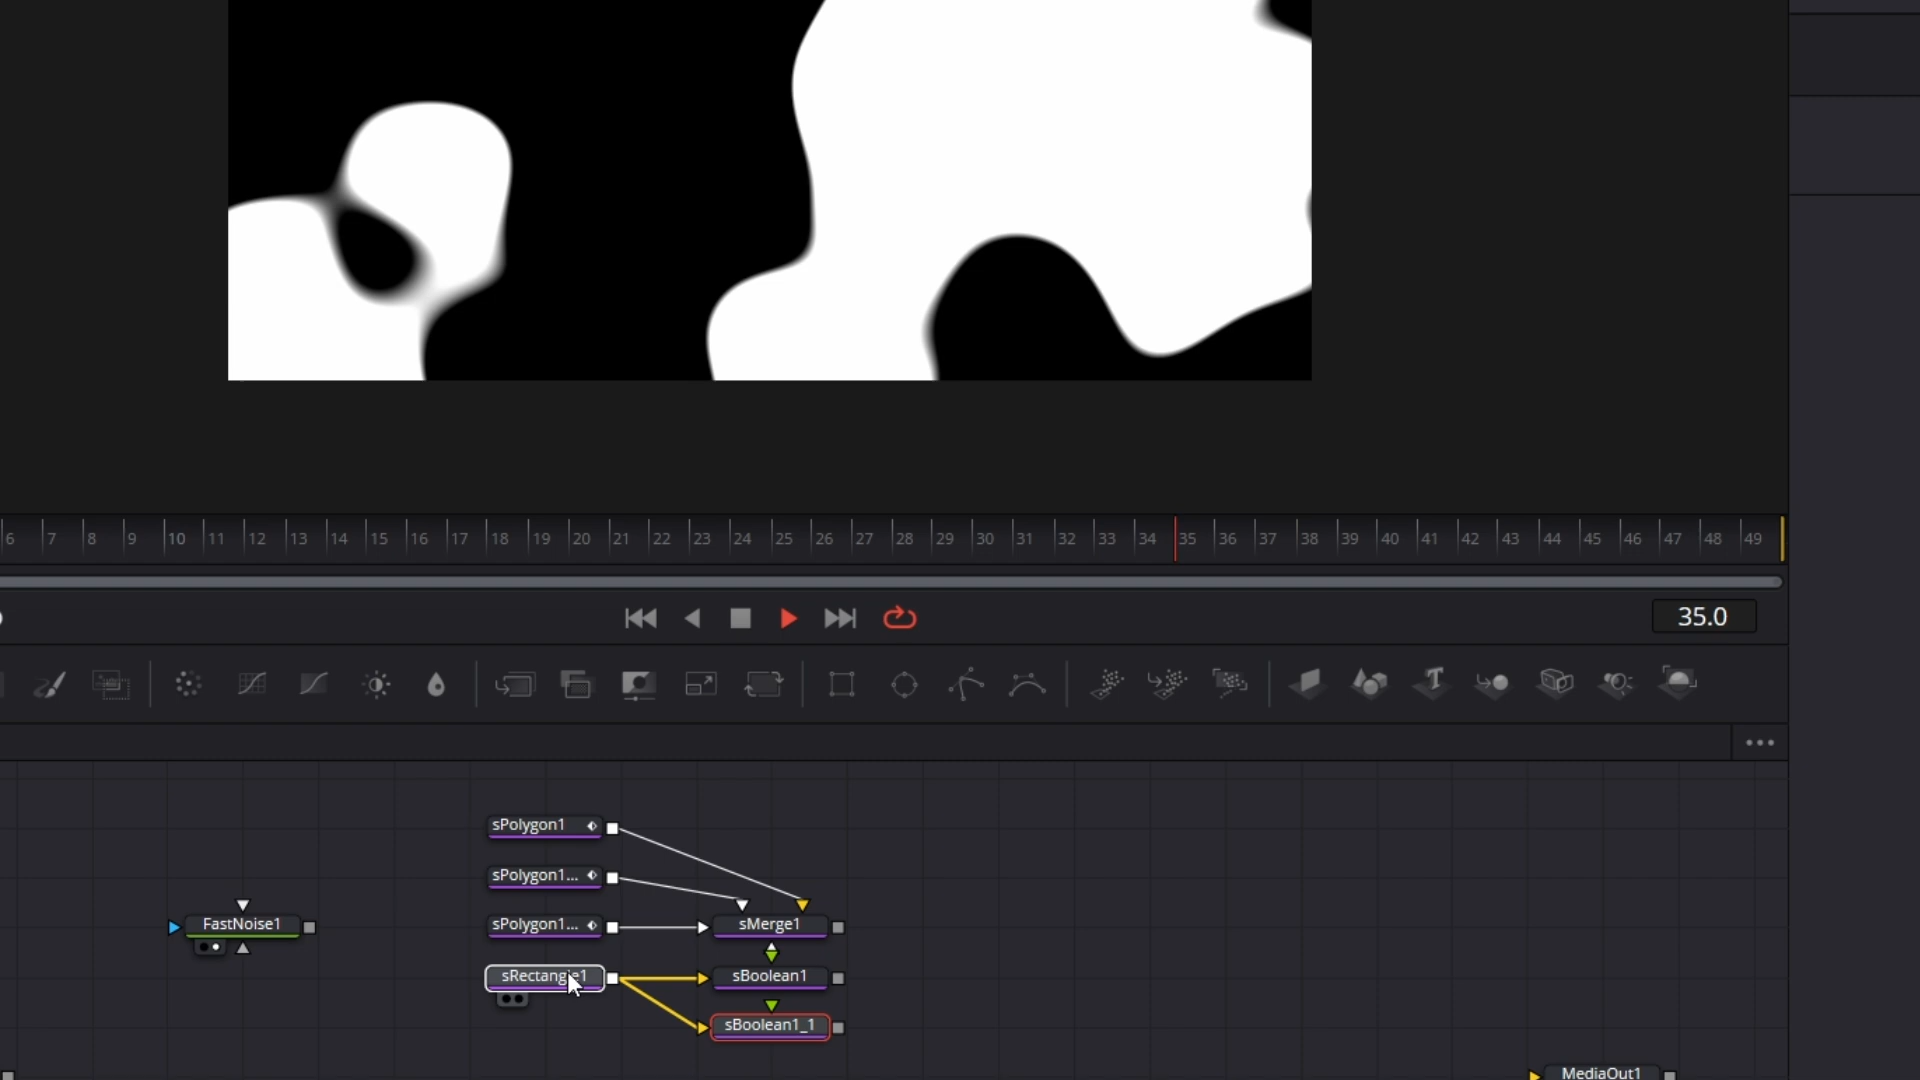 6 7 8 9 10 11 12 13 14 15 16 17 18 19 20 21 22 23 24 25 26 27 28 29 30 31 32 33 34 35 36 37 38 39 40 41 42 43 44 45 46 47 48 49
35.0
sPolygon1
sPolygon1...
FastNoise1
sPolygon1...
sMerge1
sRectangle1
sBoolean1
sBoolean1_1
MediaOut1